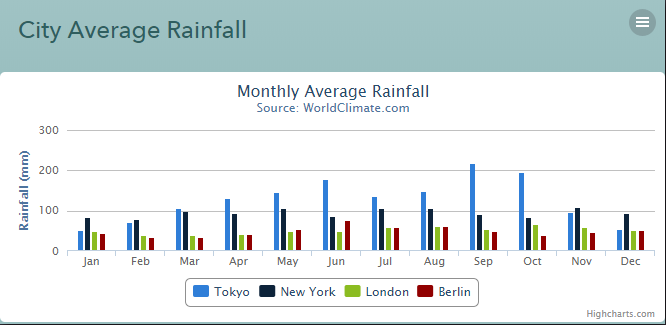 City Average Rainfall
Monthly Average Rainfall
Source: WorldClimate.com
Rainfall (mm)
300
200
100
0
Jan Feb Mar Apr May Jun Jul Aug Sep Oct Nov Dec
Tokyo New York London Berlin
Highcharts.com